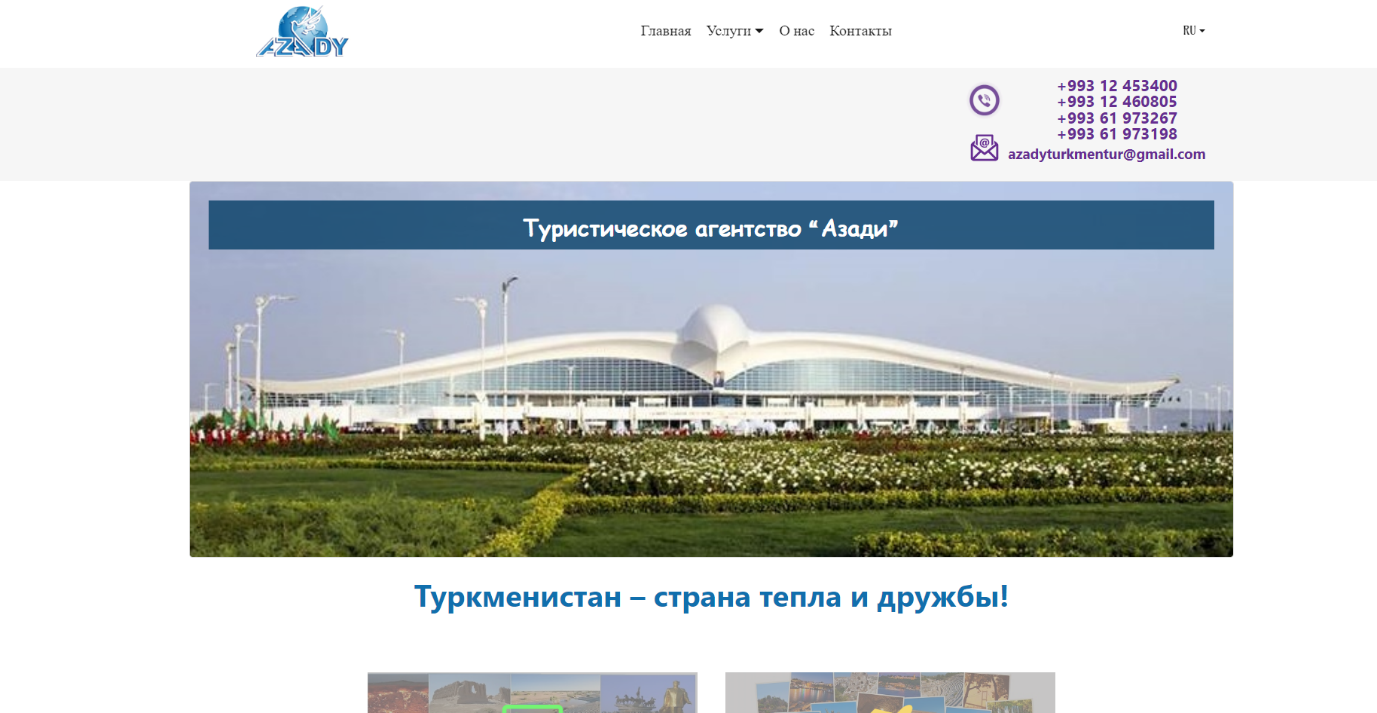 AZADY
Главная Услуги О нас Контакты
RU
+993 12 453400
+993 12 460805
+993 61 973267
+993 61 973198
azadyturkmentur@gmail.com
Туристическое агентство “Азади”
Туркменистан – страна тепла и дружбы!